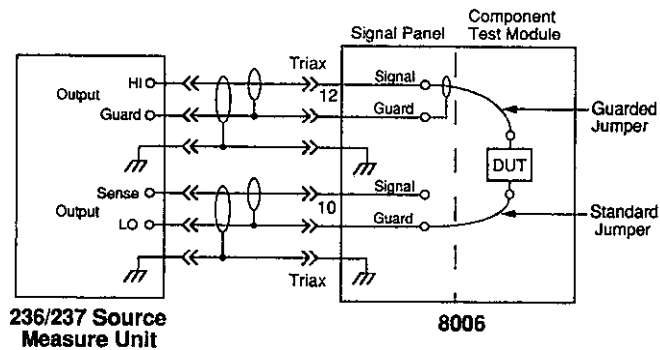 Component
Signal Panel Test Module
Triax
HI
12
Signal
Output
Guard
Guard
Guarded
Jumper
DUT
Sense
10
Signal
Output
LO
Guard
Standard
Jumper
Triax
236/237 Source
Measure Unit
8006